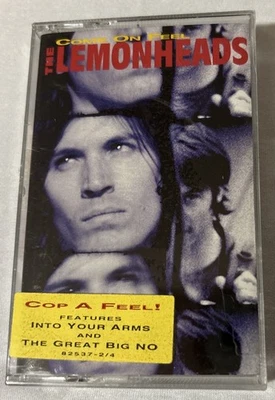 COME ON FEEL
THE LEMONHEADS
COP A FEEL!
FEATURES
INTO YOUR ARMS
AND
THE GREAT BIG NO
82537-2/4